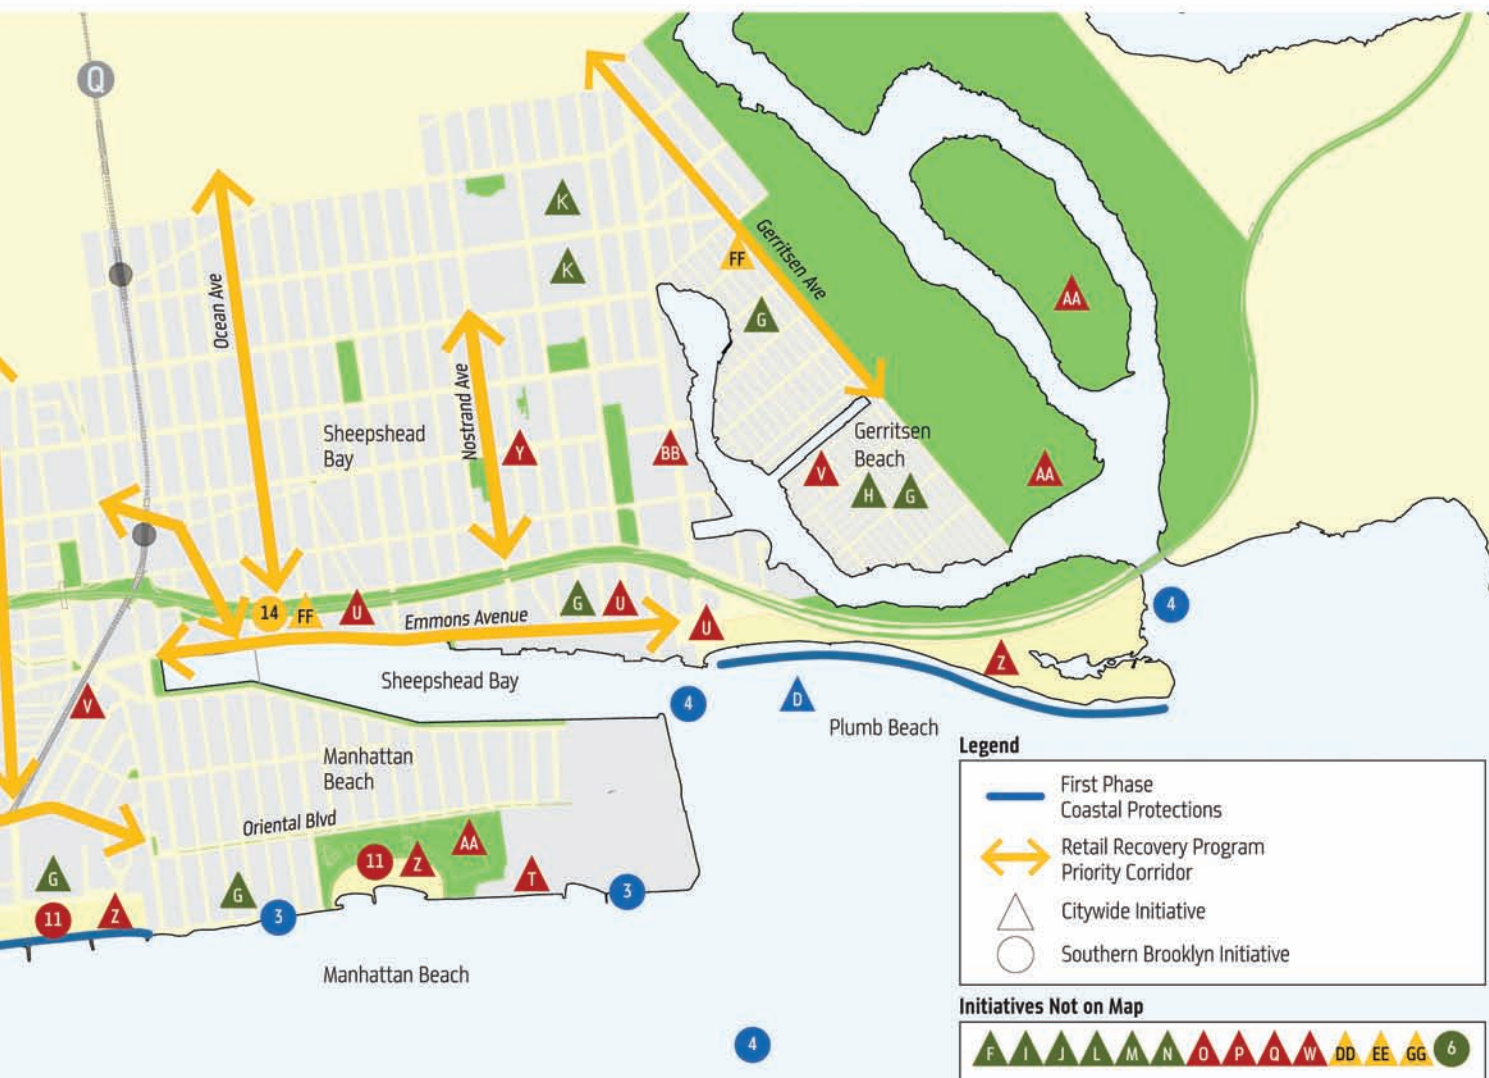 Q
K
K
Ocean Ave
FF
Gerritsen Ave
G
AA
Nostrand Ave
Sheepshead
Bay
Y
BB
Gerritsen
Beach
V
H
G
AA
14
FF
U
Emmons Avenue
G
U
U
4
Z
V
Sheepshead Bay
4
D
Plumb Beach
Manhattan
Beach
Oriental Blvd
G
11
Z
G
11
Z
AA
T
3
3
Manhattan Beach
4
Legend
First Phase
Coastal Protections
Retail Recovery Program
Priority Corridor
Citywide Initiative
Southern Brooklyn Initiative
Initiatives Not on Map
F I J L M N O P Q W DD EE GG 6